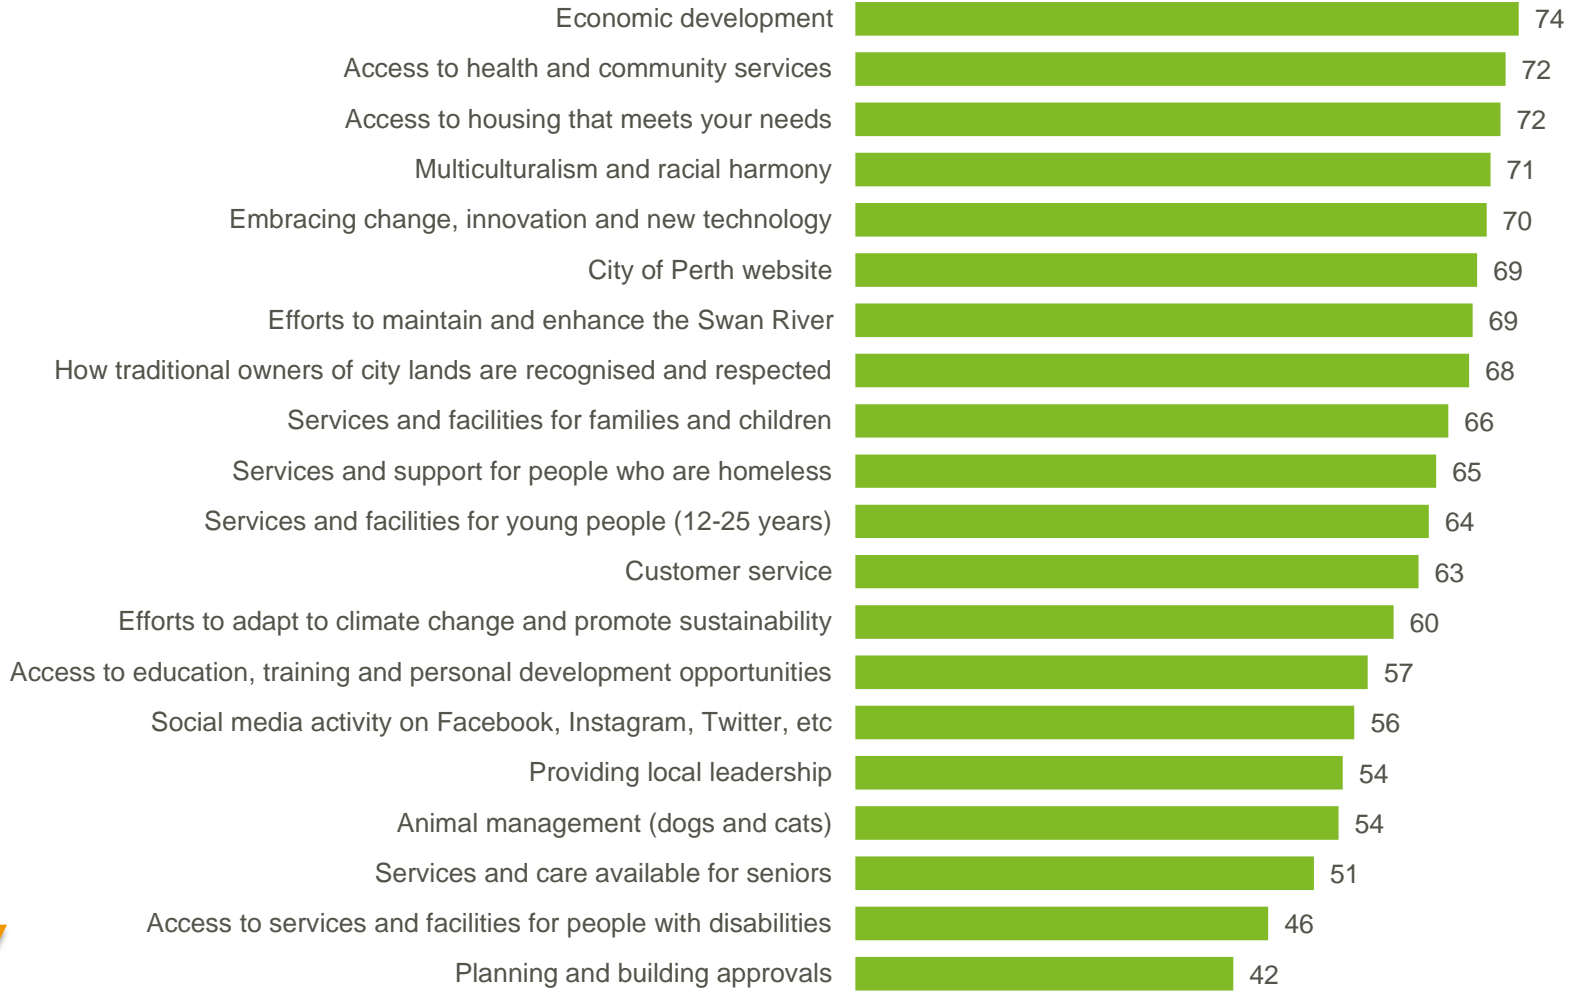 Economic development 74
Access to health and community services 72
Access to housing that meets your needs 72
Multiculturalism and racial harmony 71
Embracing change, innovation and new technology 70
City of Perth website 69
Efforts to maintain and enhance the Swan River 69
How traditional owners of city lands are recognised and respected 68
Services and facilities for families and children 66
Services and support for people who are homeless 65
Services and facilities for young people (12-25 years) 64
Customer service 63
Efforts to adapt to climate change and promote sustainability 60
Access to education, training and personal development opportunities 57
Social media activity on Facebook, Instagram, Twitter, etc 56
Providing local leadership 54
Animal management (dogs and cats) 54
Services and care available for seniors 51
Access to services and facilities for people with disabilities 46
Planning and building approvals 42